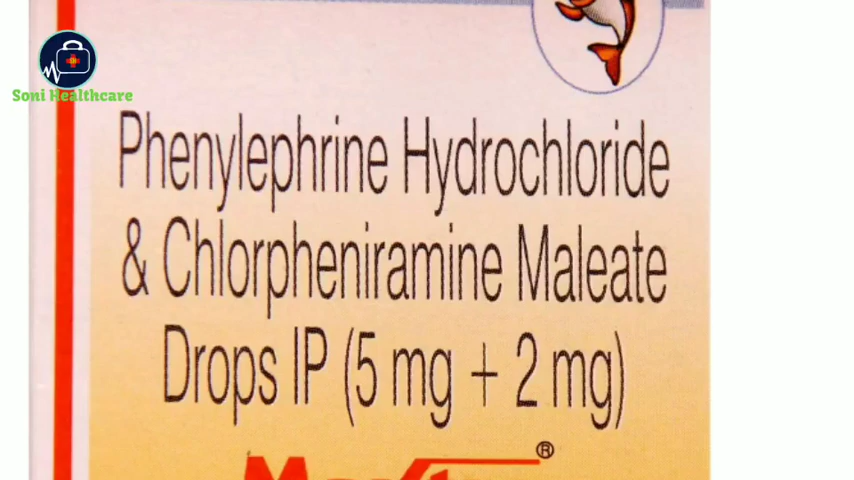 Soni Healthcare
Phenylephrine Hydrochloride
& Chlorpheniramine Maleate
Drops IP (5 mg + 2 mg)
®